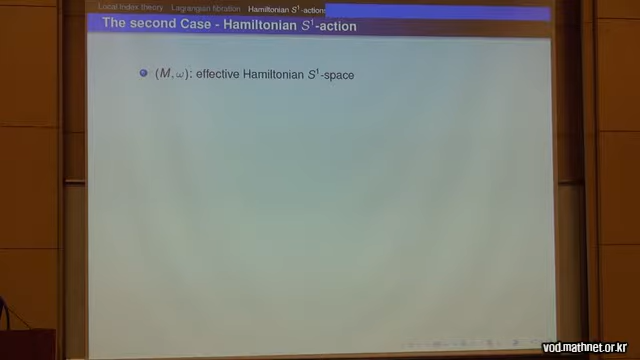 Local index theory Lagrangian fibration Hamiltonian S¹-actions
The second Case - Hamiltonian S¹-action
(M, ω): effective Hamiltonian S¹-space
vod.mathnet.or.kr